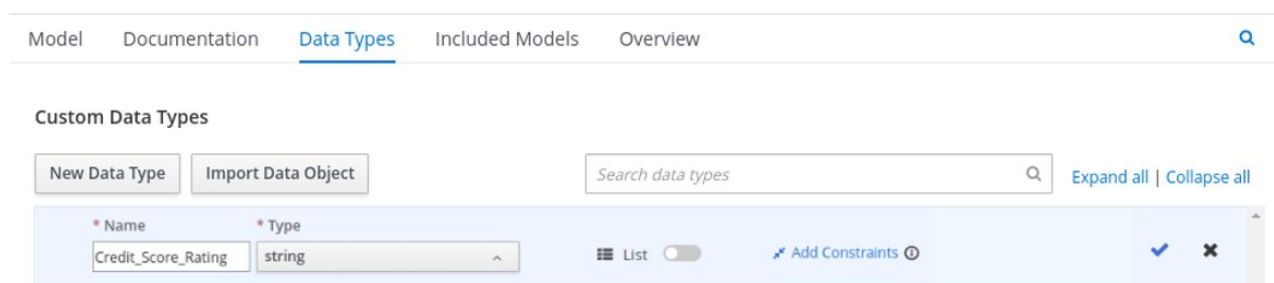 Model Documentation Data Types Included Models Overview
Custom Data Types
New Data Type Import Data Object Search data types Expand all | Collapse all
* Name * Type
Credit_Score_Rating string List Add Constraints